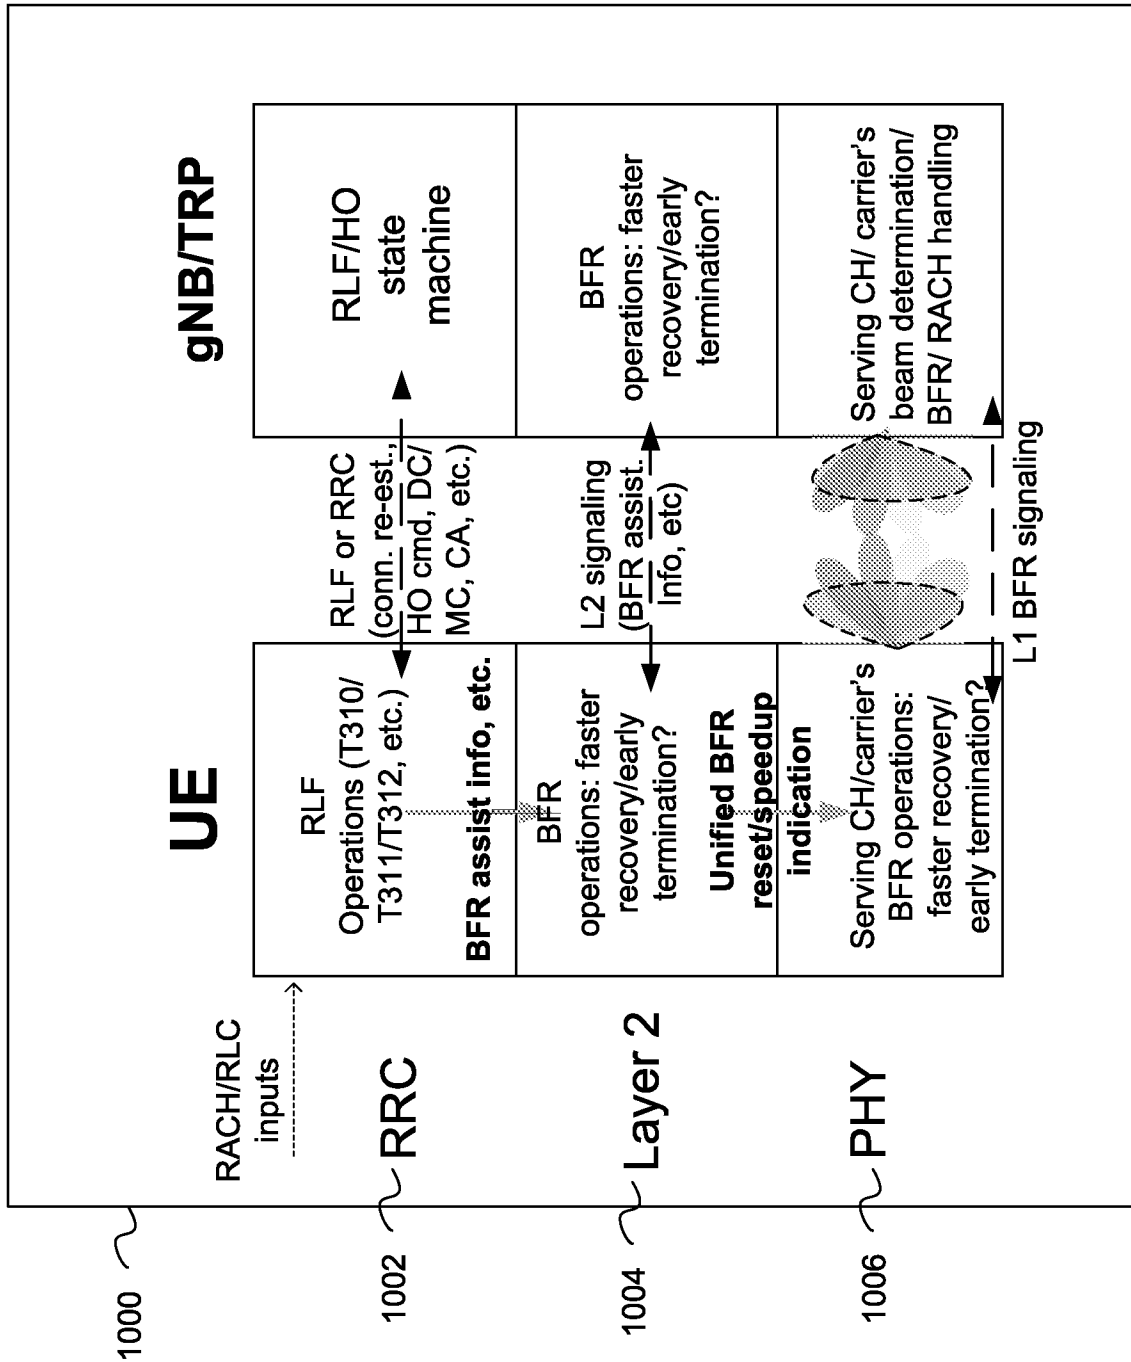 UE
gNB/TRP
RACH/RLC
inputs
RLF
Operations (T310/
T311/T312, etc.)
BFR assist info, etc.
RLF or RRC
(conn. re-est.,
HO cmd, DC/
MC, CA, etc.)
RLF/HO
state
machine
1000
1002
RRC
BFR
operations: faster
recovery/early
termination?
Unified BFR
reset/speedup
indication
L2 signaling
(BFR assist.
Info, etc)
BFR
operations: faster
recovery/early
termination?
1004
Layer 2
Serving CH/carrier's
BFR operations:
faster recovery/
early termination?
L1 BFR signaling
Serving CH/ carrier's
beam determination/
BFR/ RACH handling
1006
PHY